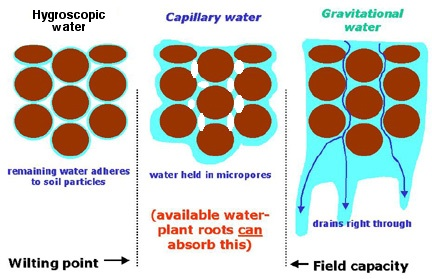 Hygroscopic
water
Capillary water
Gravitational
water
remaining water adheres
to soil particles
water held in micropores
drains right through
(available water-
plant roots can
absorb this)
Wilting point
Field capacity